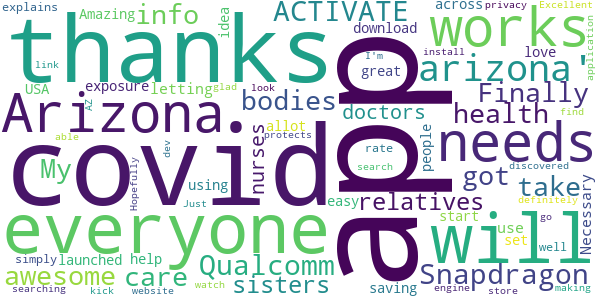 explains Amazing info idea ACTIVATE across privacy Excellent
thanks download works application
link I'm install love
USA exposure letting great look arizona'
Arizona. AZ glad bodies doctors Finally
covid app nurses allot protects rate people health find
able dev needs
My Hopefully using search got take discovered
easy relatives start definitely
everyone saving use set go Necessary
simply launched help Just Qualcomm will well
awesome care sisters watch Snapdragon
searching kick website engine store making